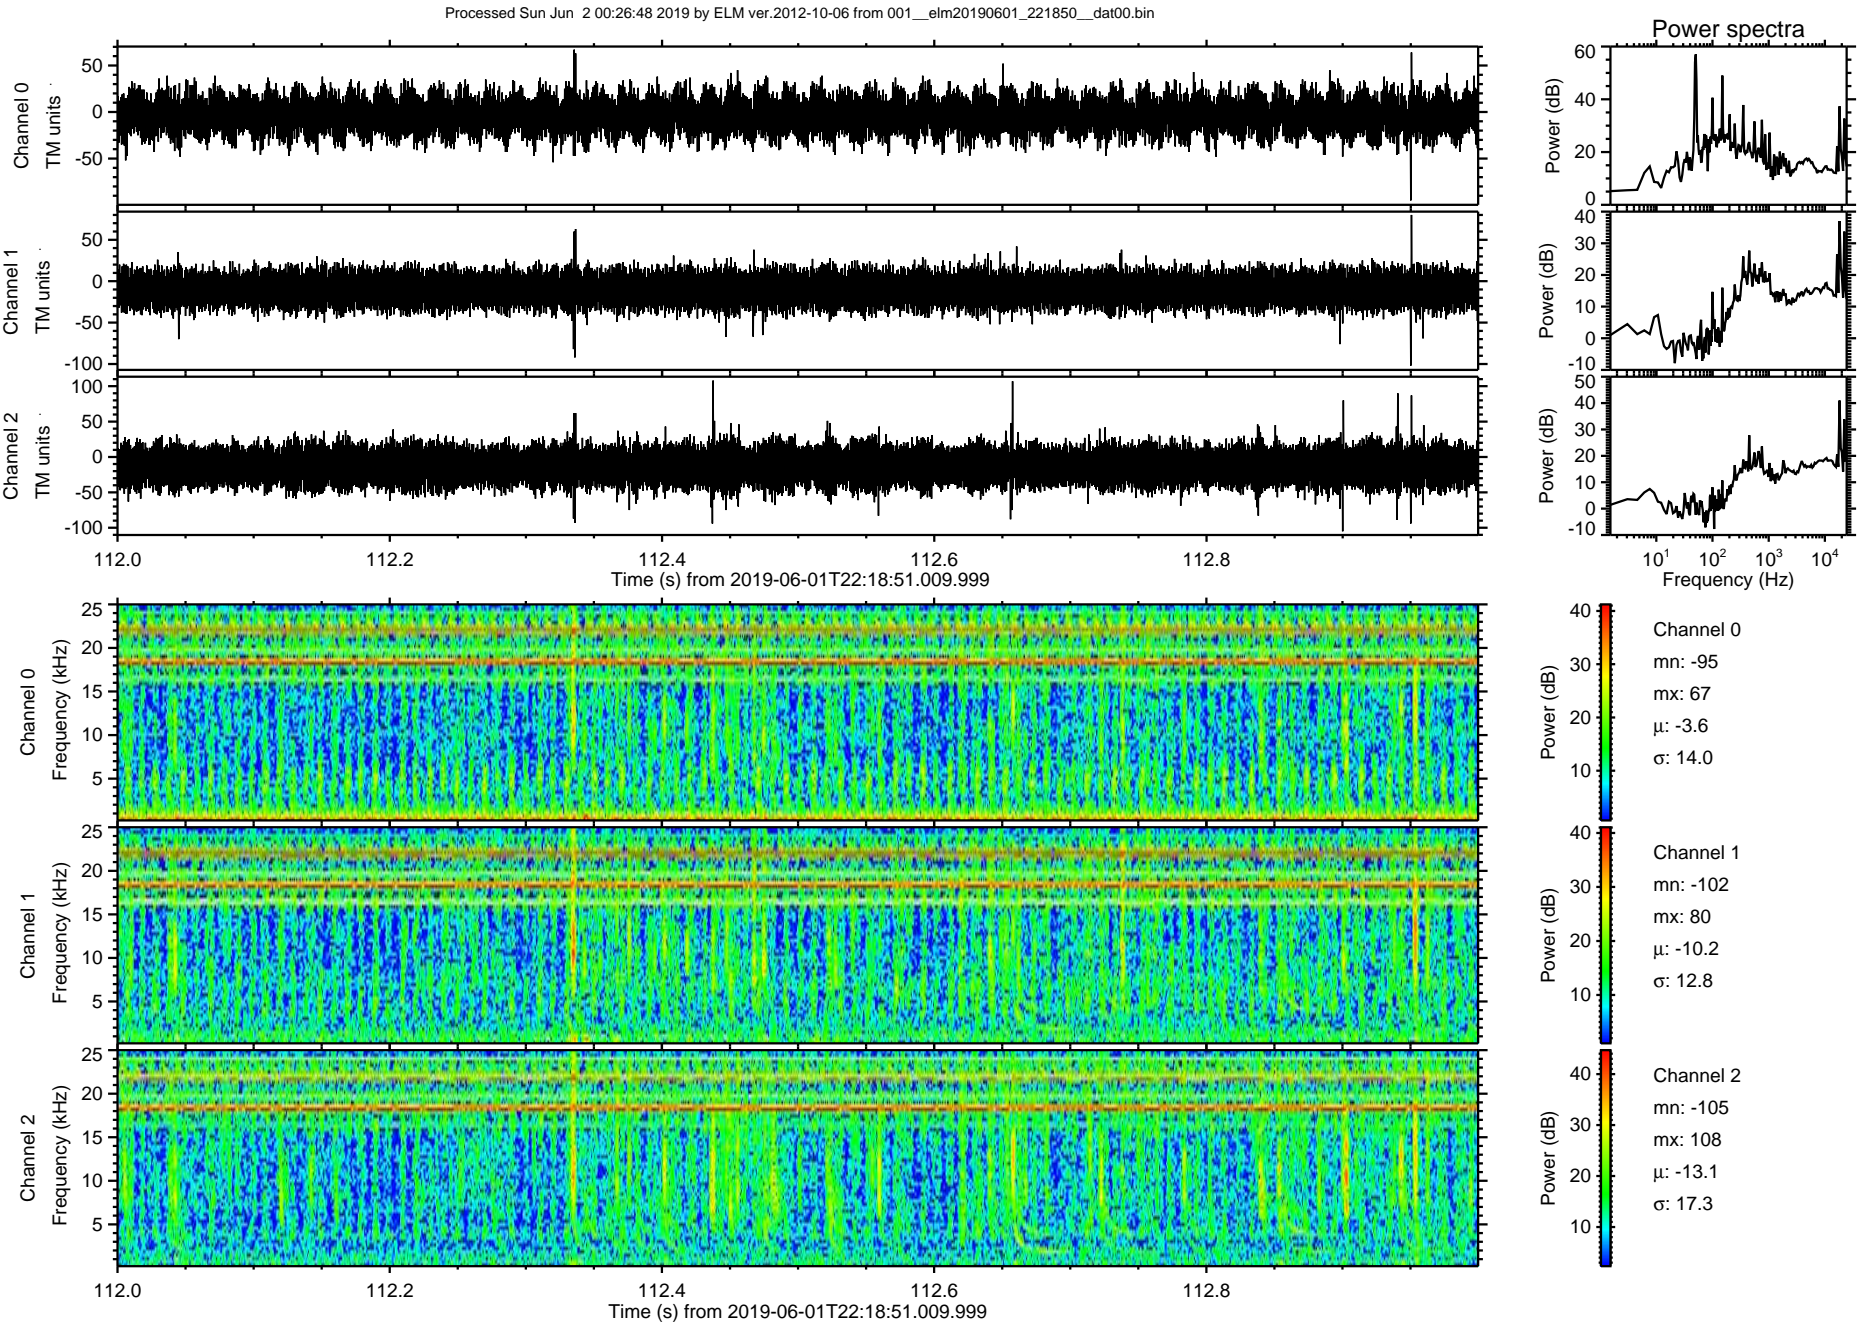 Processed Sun Jun 2 00:26:48 2019 by ELM ver.2012-10-06 from 001__elm20190601_221850__dat00.bin
Power spectra
Channel 0
TM units
50
0
-50
Power (dB)
60
40
20
0
Channel 1
TM units
50
0
-50
-100
Power (dB)
40
30
20
10
0
-10
Channel 2
TM units
100
50
0
-50
-100
Power (dB)
50
40
30
20
10
0
-10
112.0 112.2 112.4 112.6 112.8
Time (s) from 2019-06-01T22:18:51.009.999
10^1 10^2 10^3 10^4
Frequency (Hz)
Channel 0
Frequency (kHz)
25
20
15
10
5
Power (dB)
40
30
20
10
Channel 0
mn: -95
mx: 67
μ: -3.6
σ: 14.0
Channel 1
Frequency (kHz)
25
20
15
10
5
Power (dB)
40
30
20
10
Channel 1
mn: -102
mx: 80
μ: -10.2
σ: 12.8
Channel 2
Frequency (kHz)
25
20
15
10
5
Power (dB)
40
30
20
10
Channel 2
mn: -105
mx: 108
μ: -13.1
σ: 17.3
112.0 112.2 112.4 112.6 112.8
Time (s) from 2019-06-01T22:18:51.009.999